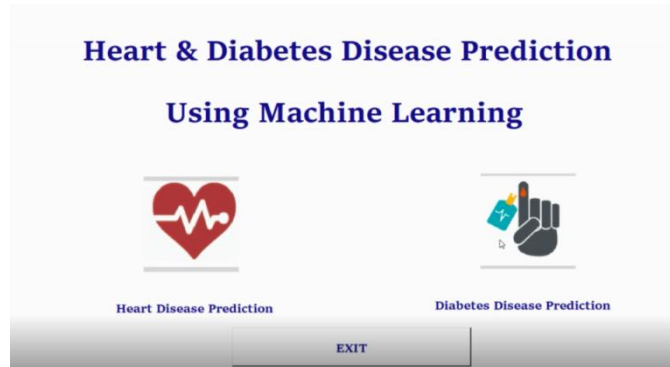 Heart & Diabetes Disease Prediction
Using Machine Learning
Heart Disease Prediction
Diabetes Disease Prediction
EXIT